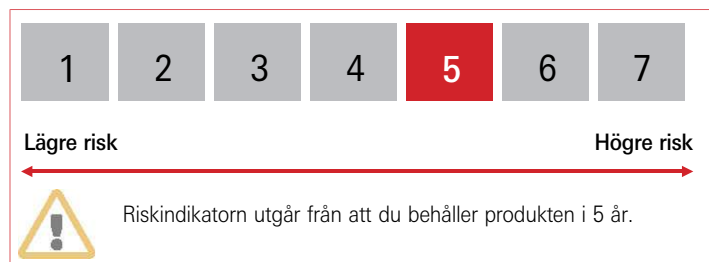 1 2 3 4 5 6 7
Lägre risk Högre risk
Riskindikatorn utgår från att du behåller produkten i 5 år.